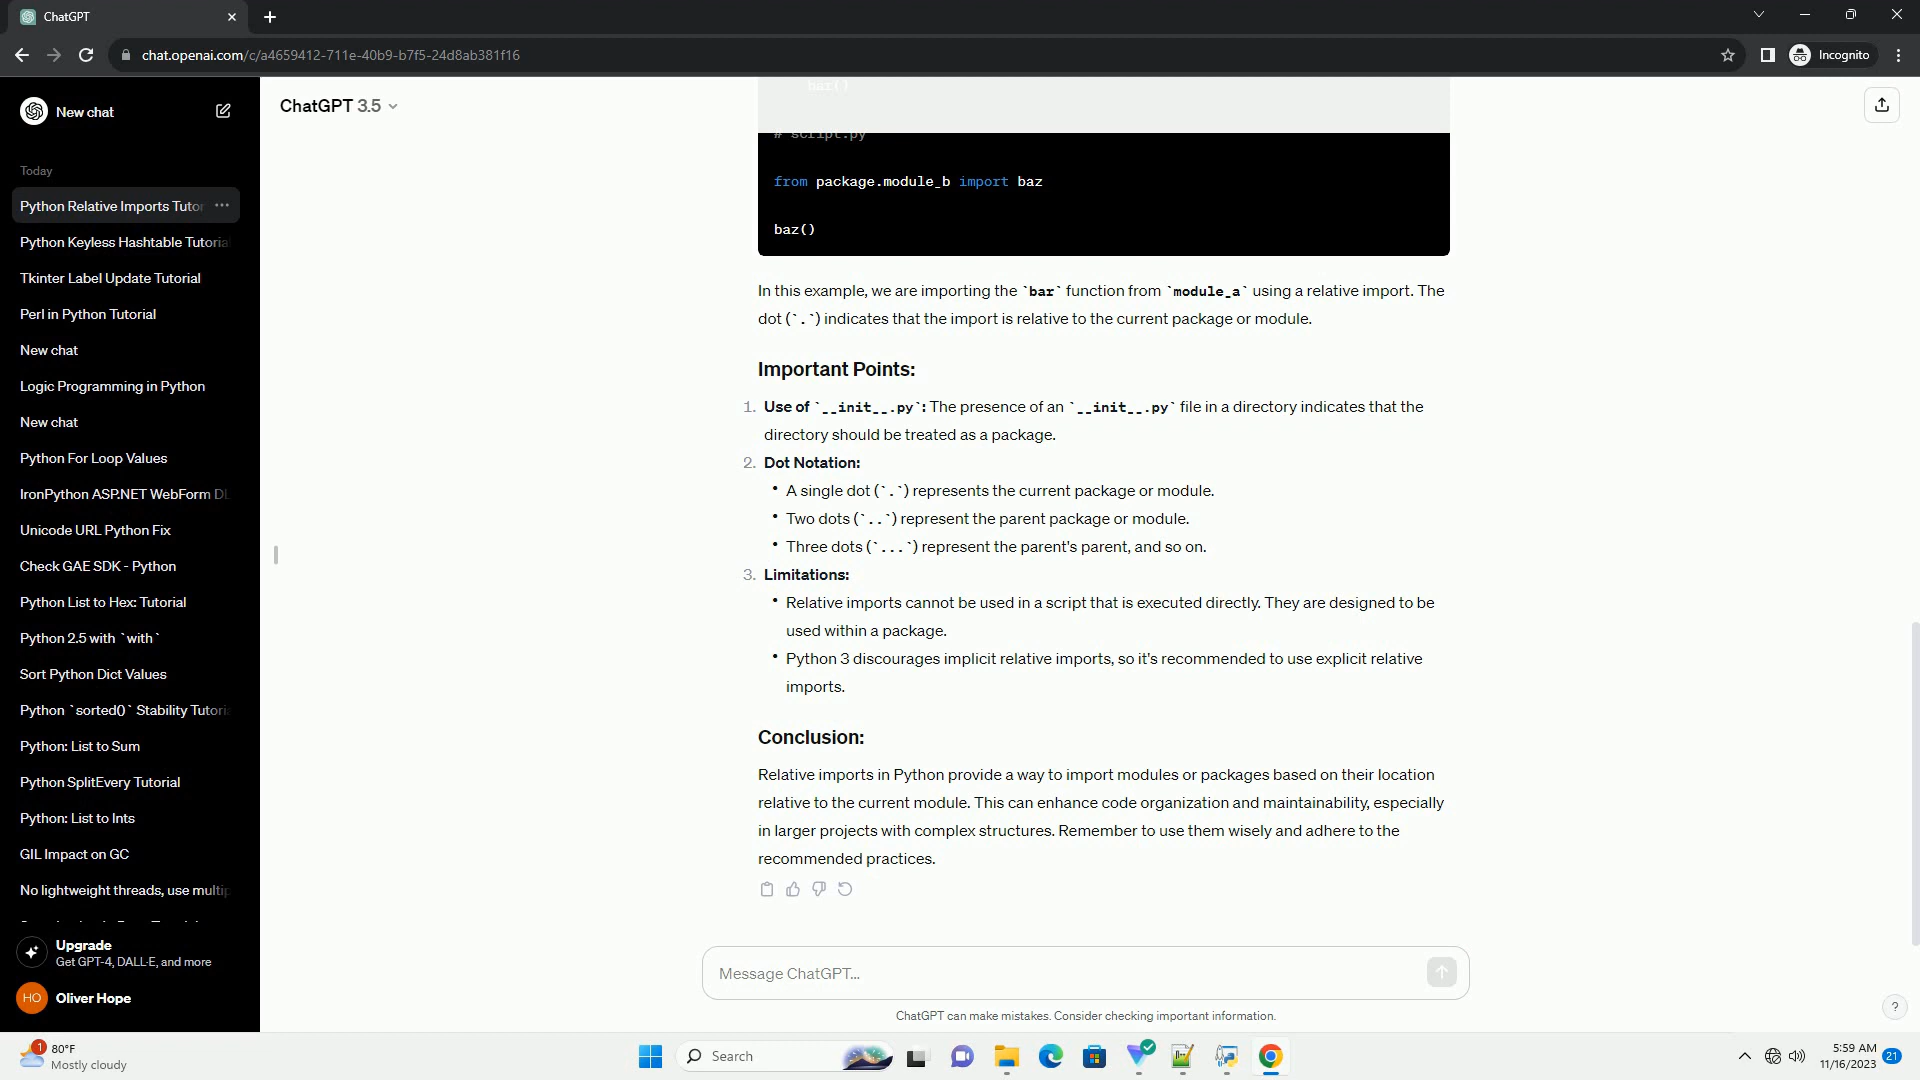 ChatGPT
chat.openai.com/c/a4659412-711e-40b9-b7f5-24d8ab381f16
Incognito
New chat
Today
Python Relative Imports Tutor
Python Keyless Hashtable Tutoria
Tkinter Label Update Tutorial
Perl in Python Tutorial
New chat
Logic Programming in Python
New chat
Python For Loop Values
IronPython ASP.NET WebForm DL
Unicode URL Python Fix
Check GAE SDK - Python
Python List to Hex: Tutorial
Python 2.5 with `with`
Sort Python Dict Values
Python `sorted()` Stability Tutoria
Python: List to Sum
Python SplitEvery Tutorial
Python: List to Ints
GIL Impact on GC
No lightweight threads, use multip
Upgrade
Get GPT-4, DALL·E, and more
HO
Oliver Hope
ChatGPT 3.5
bar()
# script.py
from package.module_b import baz
baz()
In this example, we are importing the `bar` function from `module_a` using a relative import. The
dot (`.`) indicates that the import is relative to the current package or module.
Important Points:
1. Use of `__init__.py`: The presence of an `__init__.py` file in a directory indicates that the
directory should be treated as a package.
2. Dot Notation:
• A single dot (`.`) represents the current package or module.
• Two dots (`..`) represent the parent package or module.
• Three dots (`...`) represent the parent's parent, and so on.
3. Limitations:
• Relative imports cannot be used in a script that is executed directly. They are designed to be
used within a package.
• Python 3 discourages implicit relative imports, so it's recommended to use explicit relative
imports.
Conclusion:
Relative imports in Python provide a way to import modules or packages based on their location
relative to the current module. This can enhance code organization and maintainability, especially
in larger projects with complex structures. Remember to use them wisely and adhere to the
recommended practices.
Message ChatGPT...
ChatGPT can make mistakes. Consider checking important information.
?
1
80°F
Mostly cloudy
Search
5:59 AM
11/16/2023
21